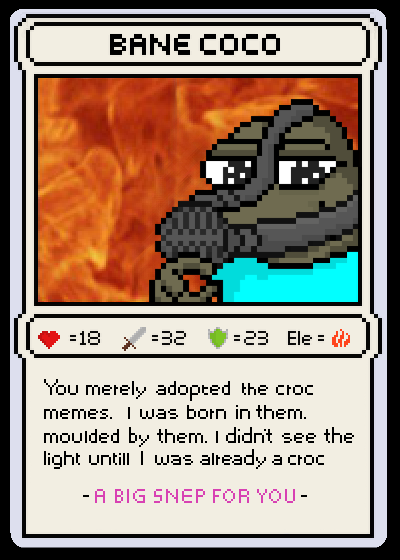 BANE COCO
=18 =32 =23 Ele =
You merely adopted the croc
memes. I was born in them.
moulded by them. I didn't see the
light untill I was already a croc
-A BIG SNEP FOR YOU-